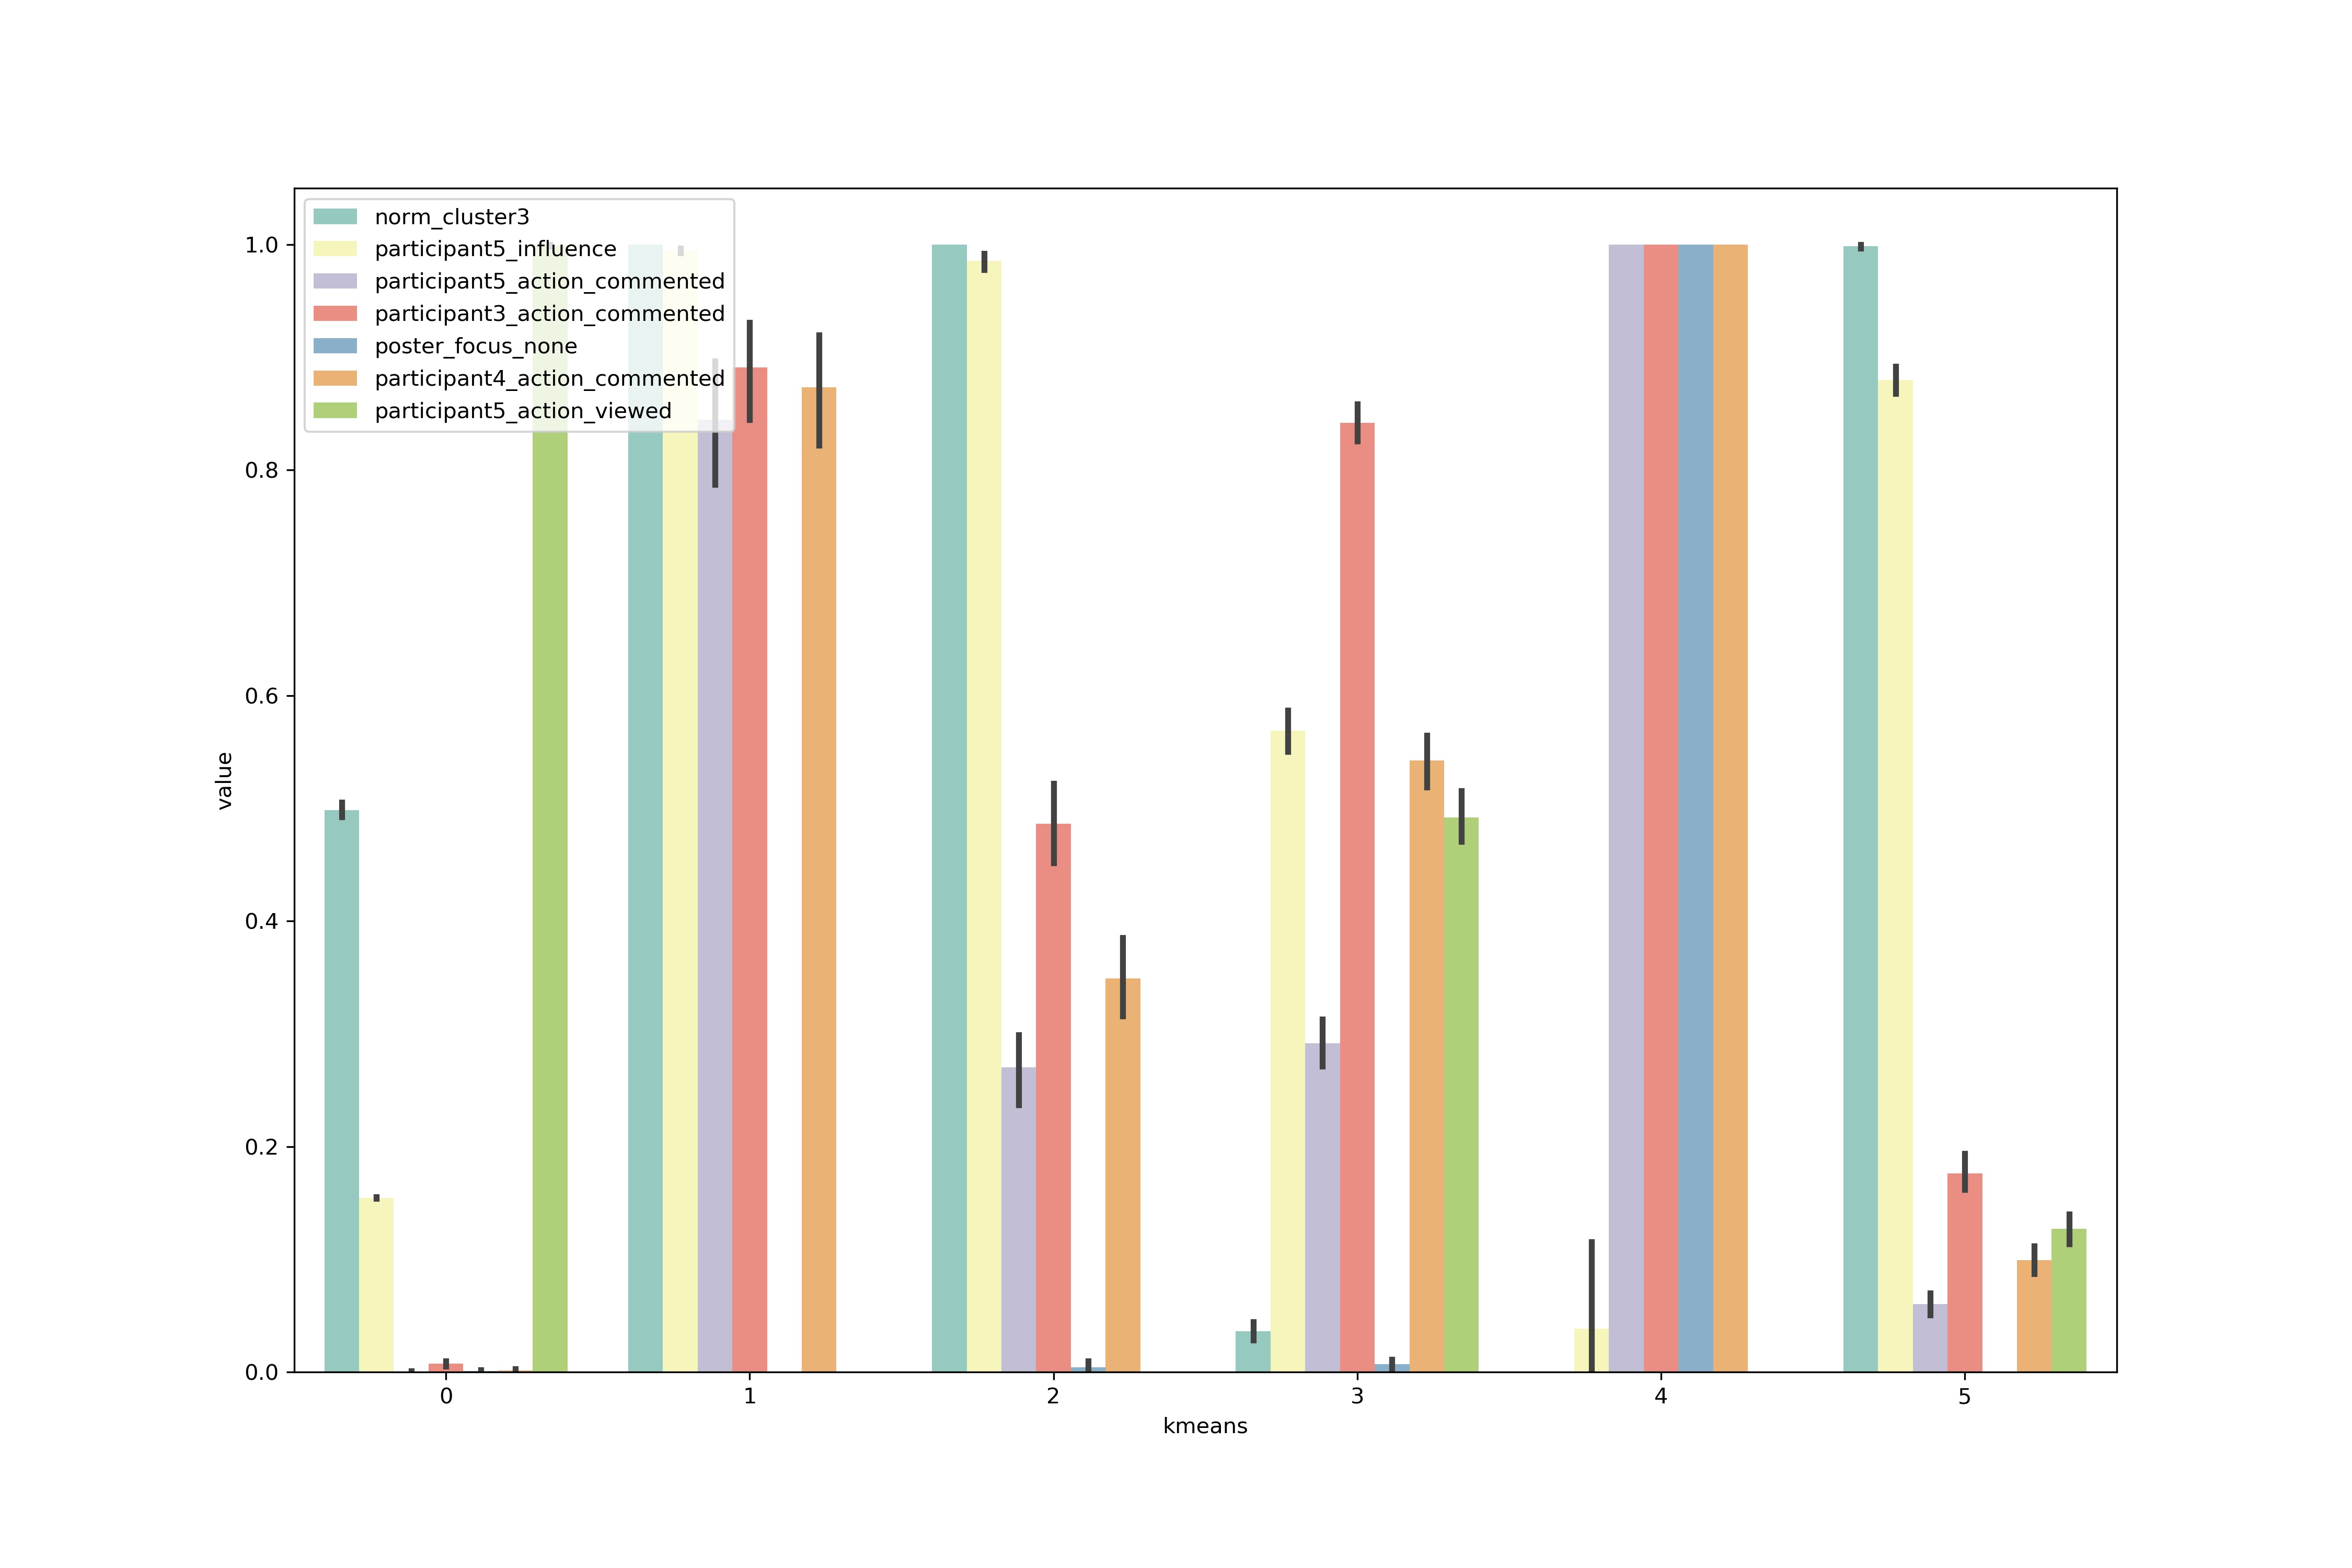 norm_cluster3
participant5_influence
participant5_action_commented
participant3_action_commented
poster_focus_none
participant4_action_commented
participant5_action_viewed
1.0
0.8
0.6
0.4
0.2
0.0
value
0 1 2 3 4 5
kmeans